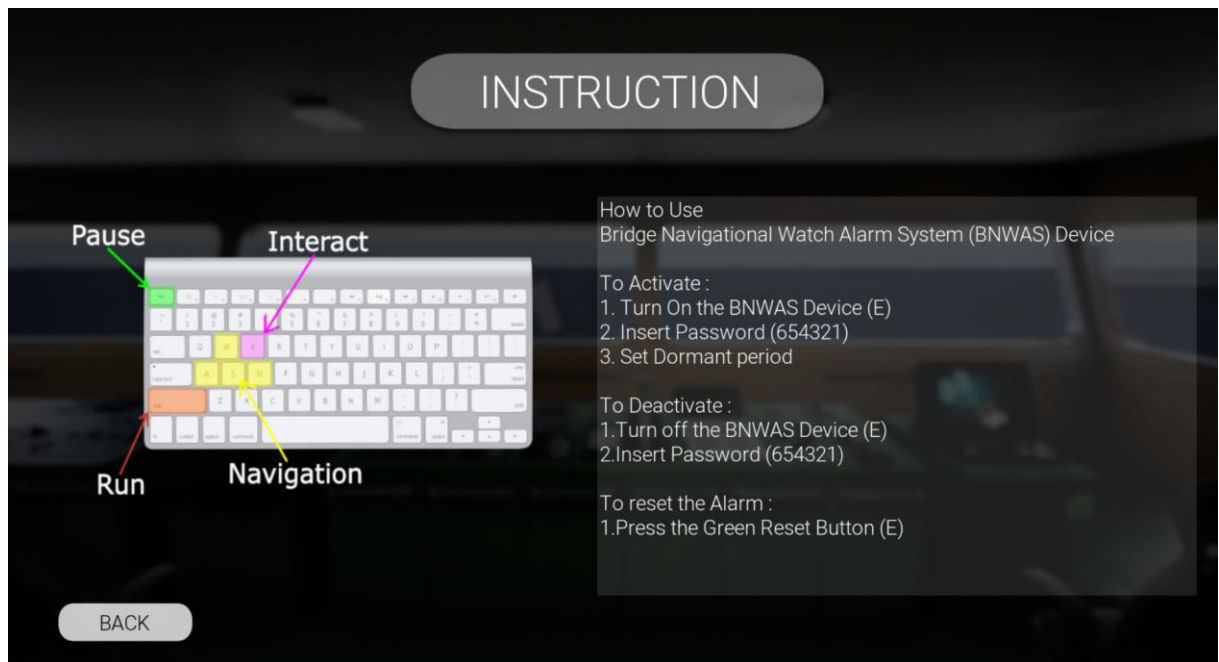 INSTRUCTION
Pause
Interact
Run
Navigation
How to Use
Bridge Navigational Watch Alarm System (BNWAS) Device
To Activate :
1. Turn On the BNWAS Device (E)
2. Insert Password (654321)
3. Set Dormant period
To Deactivate :
1.Turn off the BNWAS Device (E)
2.Insert Password (654321)
To reset the Alarm :
1.Press the Green Reset Button (E)
Q W E R T Y U I O P
A S D F G H J K L
Z X C V B N M
BACK